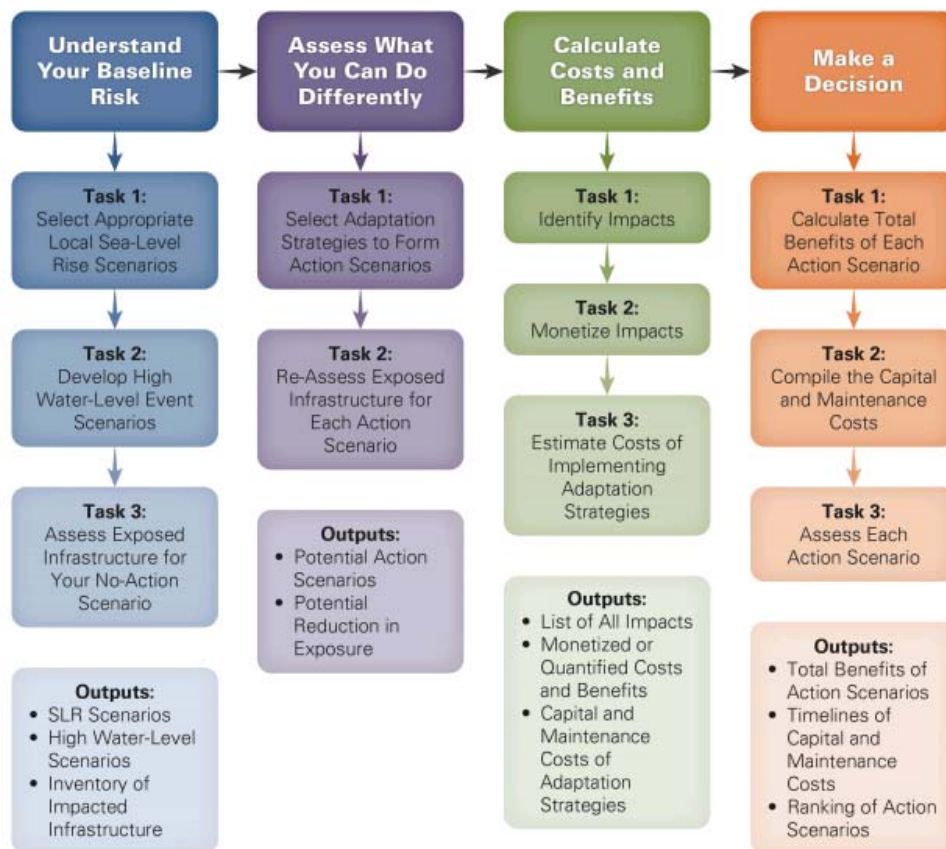 Understand
Your Baseline
Risk
Task 1:
Select Appropriate
Local Sea-Level
Rise Scenarios
Task 2:
Develop High
Water-Level Event
Scenarios
Task 3:
Assess Exposed
Infrastructure for
Your No-Action
Scenario
Outputs:
• SLR Scenarios
• High Water-Level
Scenarios
• Inventory of
Impacted
Infrastructure
Assess What
You Can Do
Differently
Task 1:
Select Adaptation
Strategies to Form
Action Scenarios
Task 2:
Re-Assess Exposed
Infrastructure for
Each Action
Scenario
Outputs:
• Potential Action
Scenarios
• Potential
Reduction in
Exposure
Calculate
Costs and
Benefits
Task 1:
Identify Impacts
Task 2:
Monetize Impacts
Task 3:
Estimate Costs of
Implementing
Adaptation
Strategies
Outputs:
• List of All Impacts
• Monetized or
Quantified Costs
and Benefits
• Capital and
Maintenance
Costs of
Adaptation
Strategies
Make a
Decision
Task 1:
Calculate Total
Benefits of Each
Action Scenario
Task 2:
Compile the Capital
and Maintenance
Costs
Task 3:
Assess Each
Action Scenario
Outputs:
• Total Benefits of
Action Scenarios
• Timelines of
Capital and
Maintenance
Costs
• Ranking of Action
Scenarios